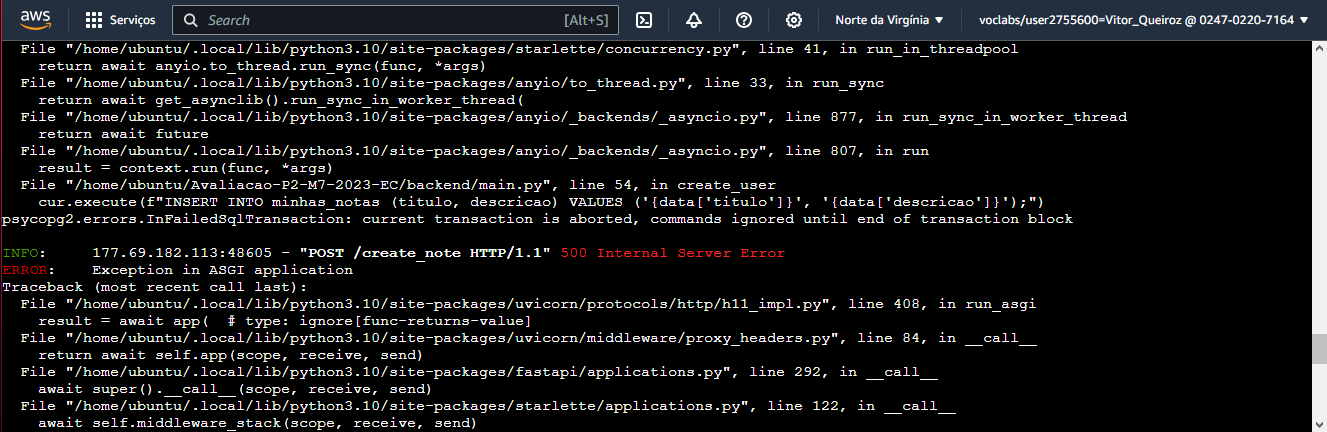 aws
Serviços
Search
[Alt+S]
Norte da Virgínia
voclabs/user2755600=Vitor_Queiroz @ 0247-0220-7164
File "/home/ubuntu/.local/lib/python3.10/site-packages/starlette/concurrency.py", line 41, in run_in_threadpool
return await anyio.to_thread.run_sync(func, *args)
File "/home/ubuntu/.local/lib/python3.10/site-packages/anyio/to_thread.py", line 33, in run_sync
return await get_asynclib().run_sync_in_worker_thread(
File "/home/ubuntu/.local/lib/python3.10/site-packages/anyio/_backends/_asyncio.py", line 877, in run_sync_in_worker_thread
return await future
File "/home/ubuntu/.local/lib/python3.10/site-packages/anyio/_backends/_asyncio.py", line 807, in run
result = context.run(func, *args)
File "/home/ubuntu/Avaliacao-P2-M7-2023-EC/backend/main.py", line 54, in create_user
cur.execute(f"INSERT INTO minhas_notas (titulo, descricao) VALUES ('{data['titulo']}', '{data['descricao']}');")
psycopg2.errors.InFailedSqlTransaction: current transaction is aborted, commands ignored until end of transaction block
INFO: 177.69.182.113:48605 - "POST /create_note HTTP/1.1" 500 Internal Server Error
ERROR: Exception in ASGI application
Traceback (most recent call last):
File "/home/ubuntu/.local/lib/python3.10/site-packages/uvicorn/protocols/http/h11_impl.py", line 408, in run_asgi
result = await app( # type: ignore[func-returns-value]
File "/home/ubuntu/.local/lib/python3.10/site-packages/uvicorn/middleware/proxy_headers.py", line 84, in __call__
return await self.app(scope, receive, send)
File "/home/ubuntu/.local/lib/python3.10/site-packages/fastapi/applications.py", line 292, in __call__
await super().__call__(scope, receive, send)
File "/home/ubuntu/.local/lib/python3.10/site-packages/starlette/applications.py", line 122, in __call__
await self.middleware_stack(scope, receive, send)